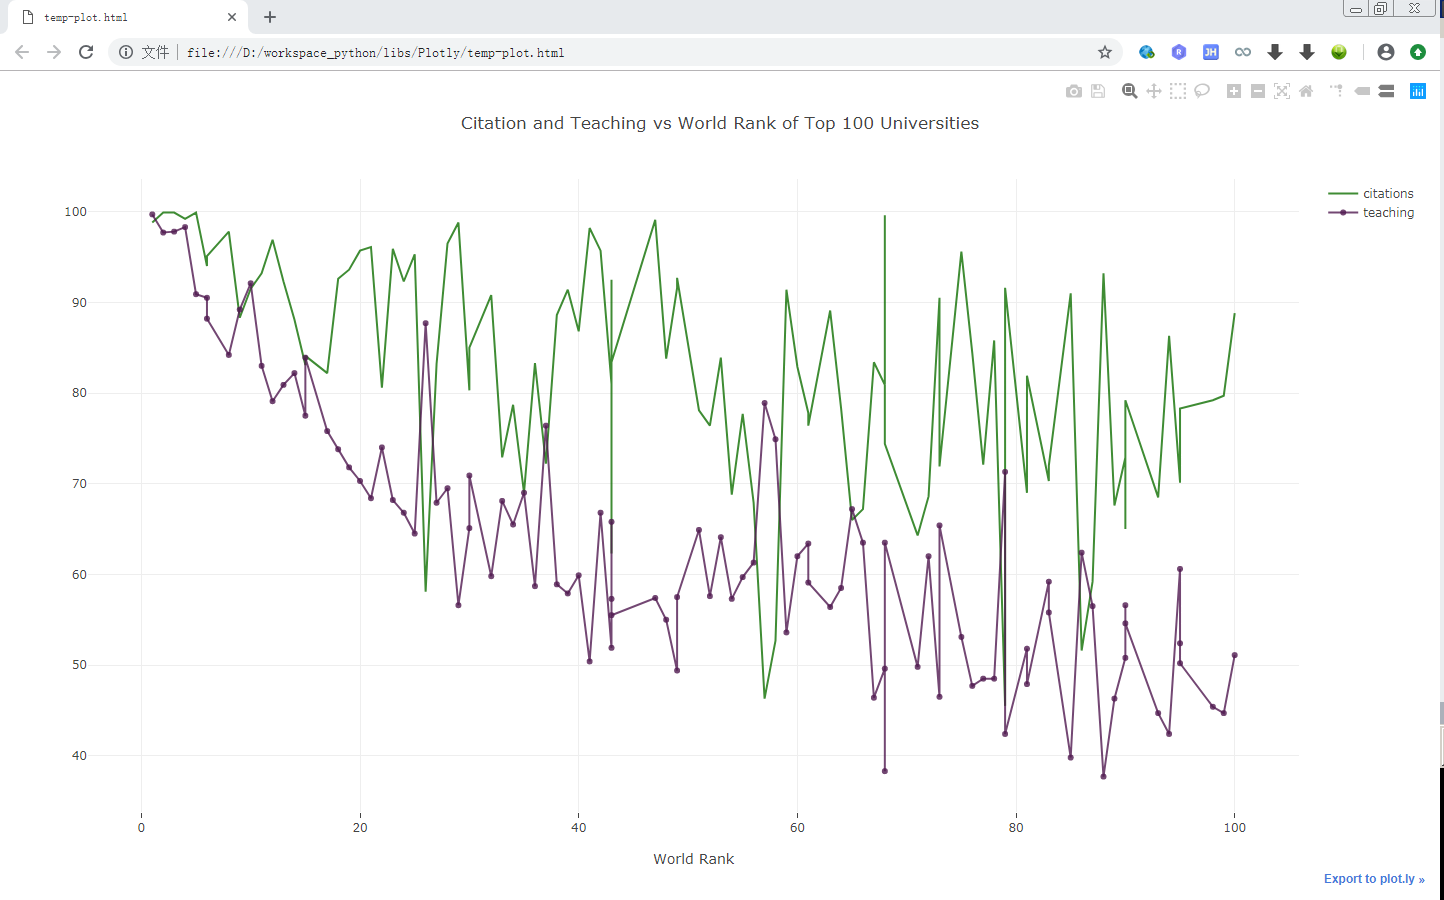 temp-plot.html
文件
file:///D:/workspace_python/libs/Plotly/temp-plot.html
R
JH
Citation and Teaching vs World Rank of Top 100 Universities
citations
teaching
100
90
80
70
60
50
40
0
20
40
60
80
100
World Rank
Export to plot.ly »